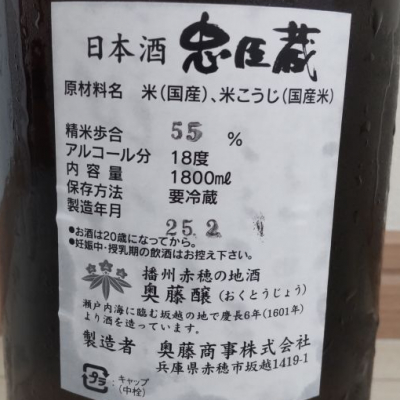 日本酒 忠臣蔵
原材料名 米(国産)、米こうじ(国産米)
精米歩合 55 %
アルコール分 18度
内容量 1800mℓ
保存方法 要冷蔵
製造年月 25.2
●お酒は20歳になってから。
●妊娠中・授乳期の飲酒はお控え下さい。
播州赤穂の地酒
奥藤醸(おくとうじょう)
瀬戸内海に臨む坂越の地で慶長6年(1601年)
より酒を造っています。
製造者 奥藤商事株式会社
兵庫県赤穂市坂越1419-1
プラ
キャップ
(中栓)